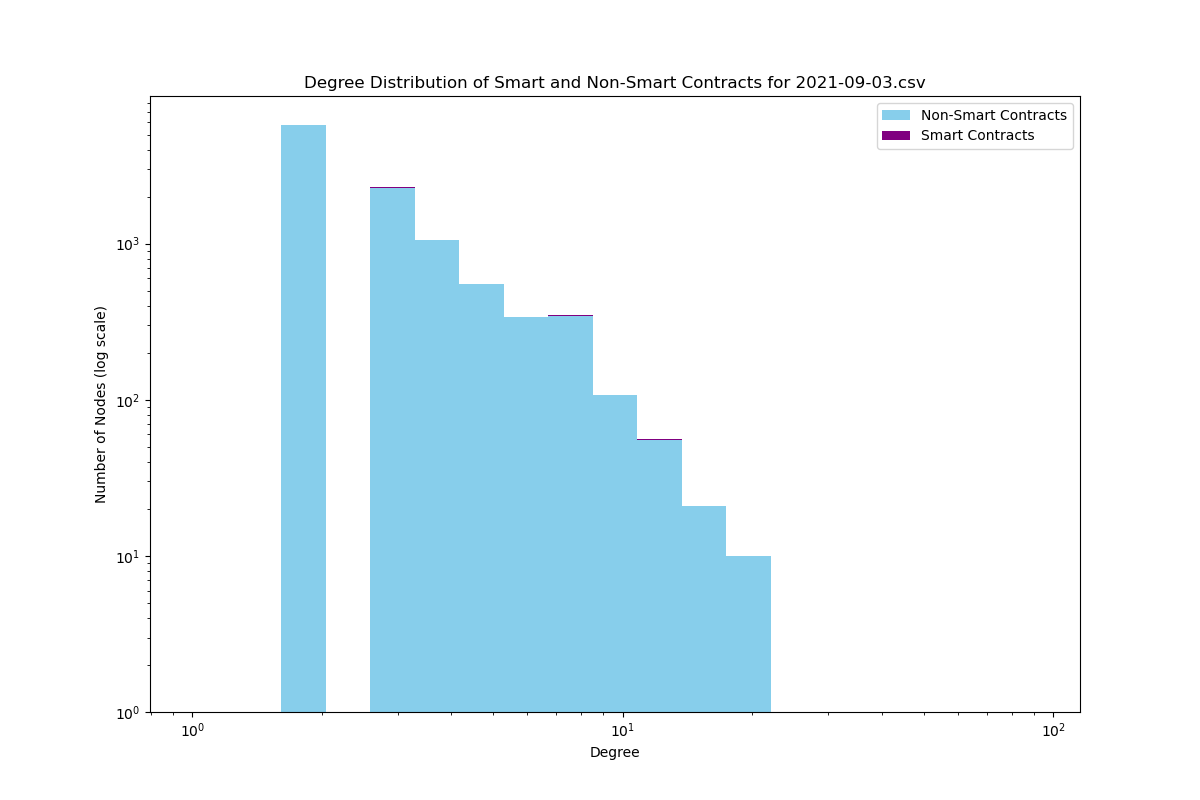 Degree Distribution of Smart and Non-Smart Contracts for 2021-09-03.csv
Non-Smart Contracts
Smart Contracts
Number of Nodes (log scale)
10³
10²
10¹
10⁰
10⁰ 10¹ 10²
Degree